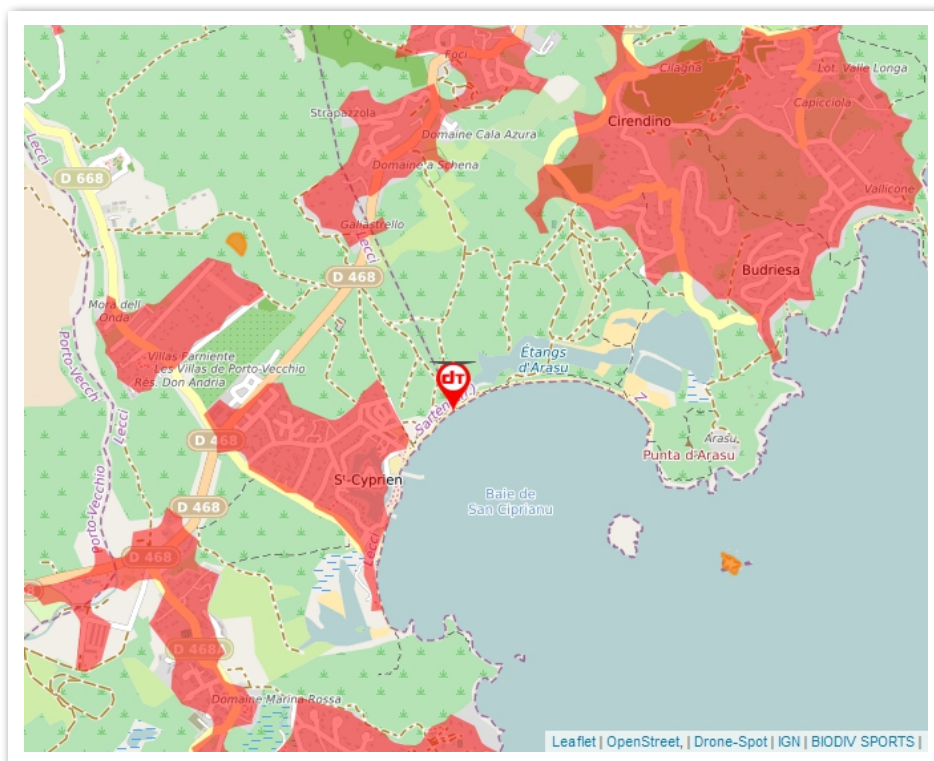 Foci
Cilagna
Lot. Valle Longa
Strapazzola
Capicciola
Cirendino
Domaine Cala Azura
Lecci
Domaine a Schena
D 668
Vallicone
Galiastrello
Lecci
D 468
Budriesa
Mora dell
Onda
Étangs
d'Arasu
Porto-Vecch
Villas Farniente
Les Villas de Porto-Vecchio
Rés. Don Andria
dT
Lecci
Z
D 468
Arasu
Punta d'Arasu
St-Cyprien
Baie de
San Ciprianu
Porto-Vecchio
D 468
Lecci
D 468
D 468A
Domaine Marina Rossa
Leaflet | OpenStreet, | Drone-Spot | IGN | BIODIV SPORTS |